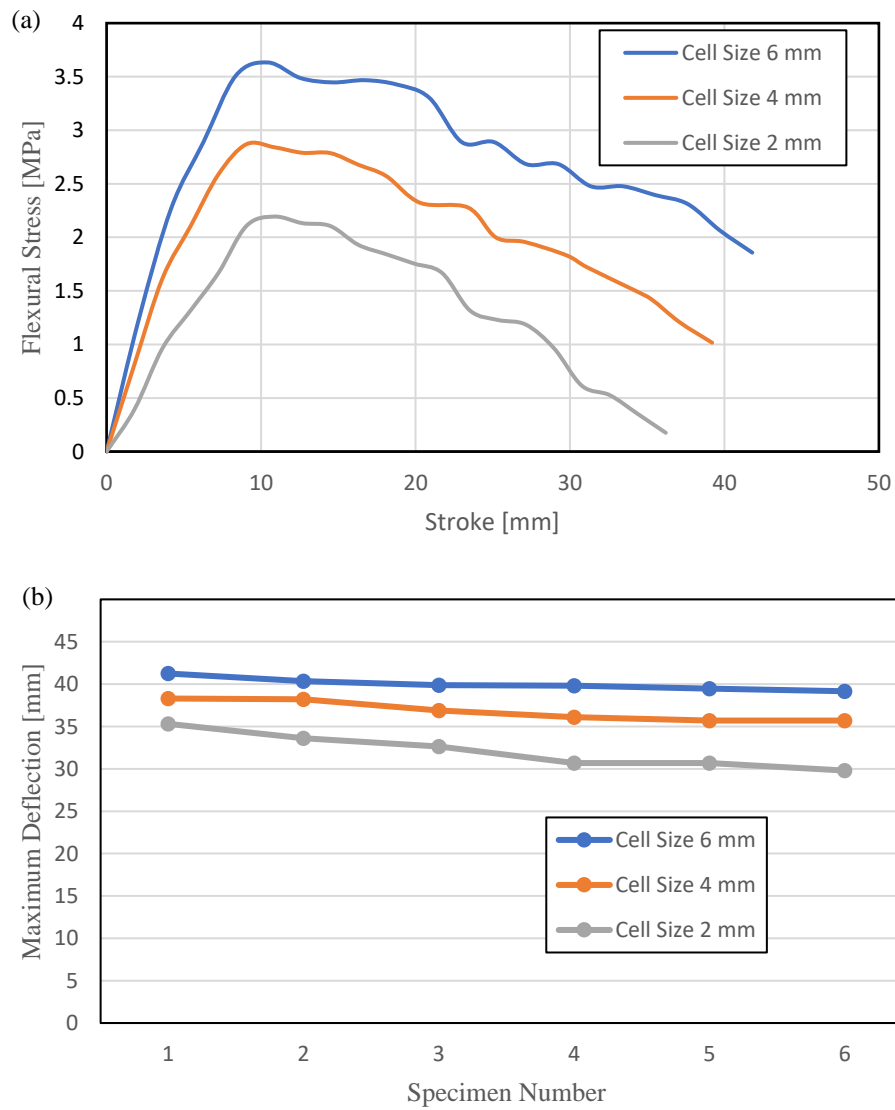 (a)
Flexural Stress [MPa]
4
3.5
3
2.5
2
1.5
1
0.5
0
Cell Size 6 mm
Cell Size 4 mm
Cell Size 2 mm
0 10 20 30 40 50
Stroke [mm]
(b)
Maximum Deflection [mm]
45
40
35
30
25
20
15
10
5
0
Cell Size 6 mm
Cell Size 4 mm
Cell Size 2 mm
1 2 3 4 5 6
Specimen Number